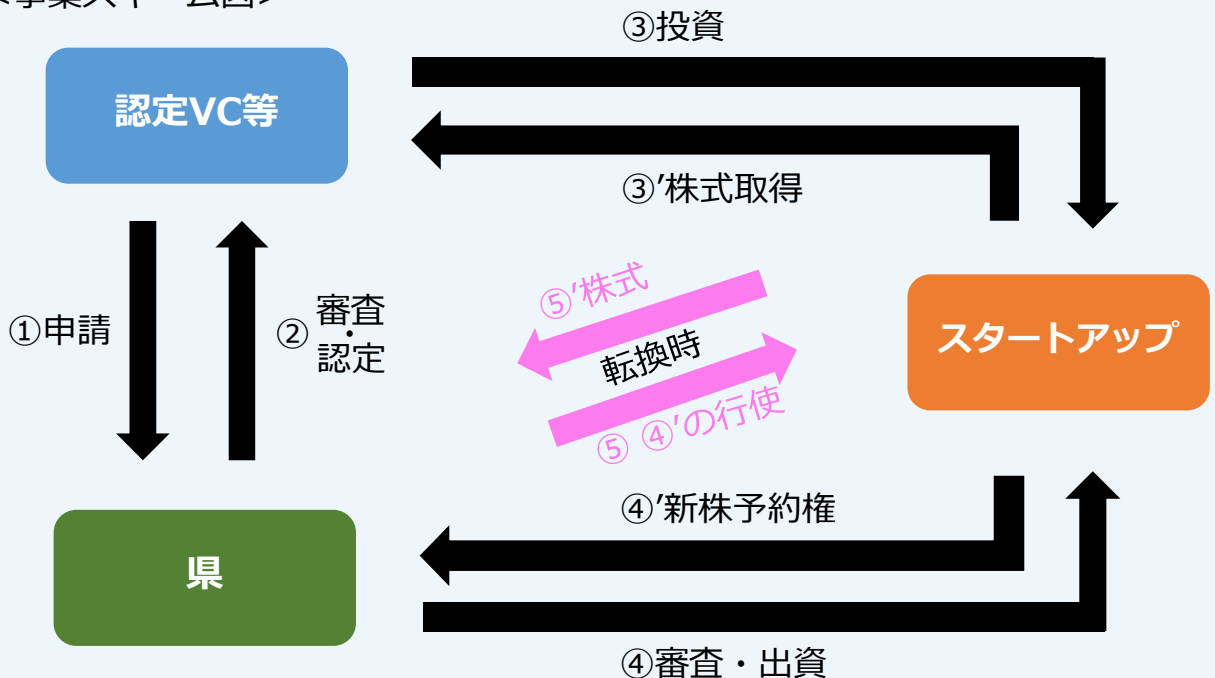 ③投資
認定VC等
③’株式取得
⑤’株式
①申請
②
審査
・
認定
転換時
スタートアップ
⑤ ④’の行使
④’新株予約権
県
④審査・出資